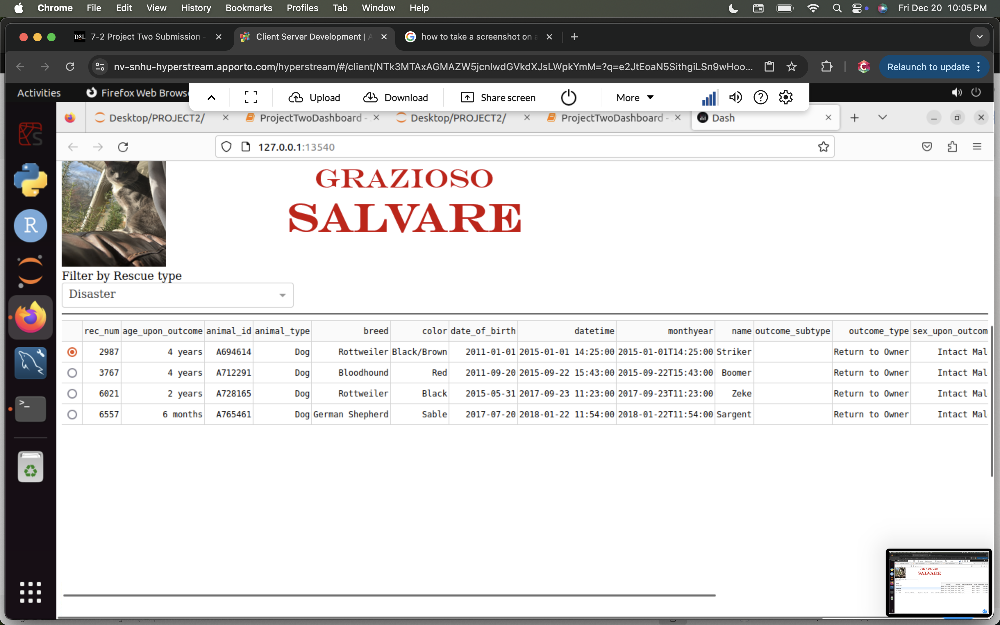 Chrome File Edit View History Bookmarks Profiles Tab Window Help Fri Dec 20 10:05 PM
D2L 7-2 Project Two Submission - Client Server Development | A how to take a screenshot on a
nv-snhu-hyperstream.apporto.com/hyperstream/#/client/NTk3MTAxAGMAZW5jcnlwdGVkdXJsLWpkYmM=?q=e2JtEoaN5SithgiLSn9wHoo... Relaunch to update
Activities Firefox Web Browse Upload Download Share screen More
Desktop/PROJECT2/ ProjectTwoDashboard - Desktop/PROJECT2/ ProjectTwoDashboard - Dash
127.0.0.1:13540
GRAZIOSO
SALVARE
Filter by Rescue type
Disaster
rec_num age_upon_outcome animal_id animal_type breed color date_of_birth datetime monthyear name outcome_subtype outcome_type sex_upon_outcom
2987 4 years A694614 Dog Rottweiler Black/Brown 2011-01-01 2015-01-01 14:25:00 2015-01-01T14:25:00 Striker Return to Owner Intact Mal
3767 4 years A712291 Dog Bloodhound Red 2011-09-20 2015-09-22 15:43:00 2015-09-22T15:43:00 Boomer Return to Owner Intact Mal
6021 2 years A728165 Dog Rottweiler Black 2015-05-31 2017-09-23 11:23:00 2017-09-23T11:23:00 Zeke Return to Owner Intact Mal
6557 6 months A765461 Dog German Shepherd Sable 2017-07-20 2018-01-22 11:54:00 2018-01-22T11:54:00 Sargent Return to Owner Intact Mal
GRAZIOSO
SALVARE